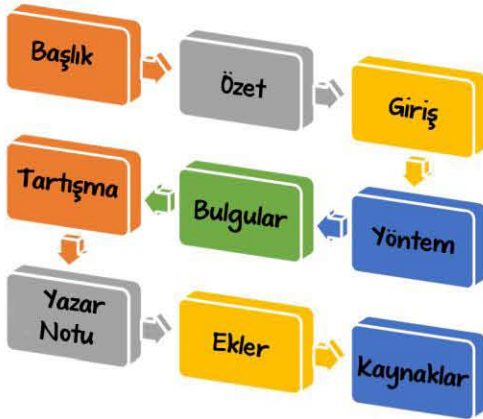 Başlık
Özet
Giriş
Yöntem
Bulgular
Tartışma
Yazar
Notu
Ekler
Kaynaklar